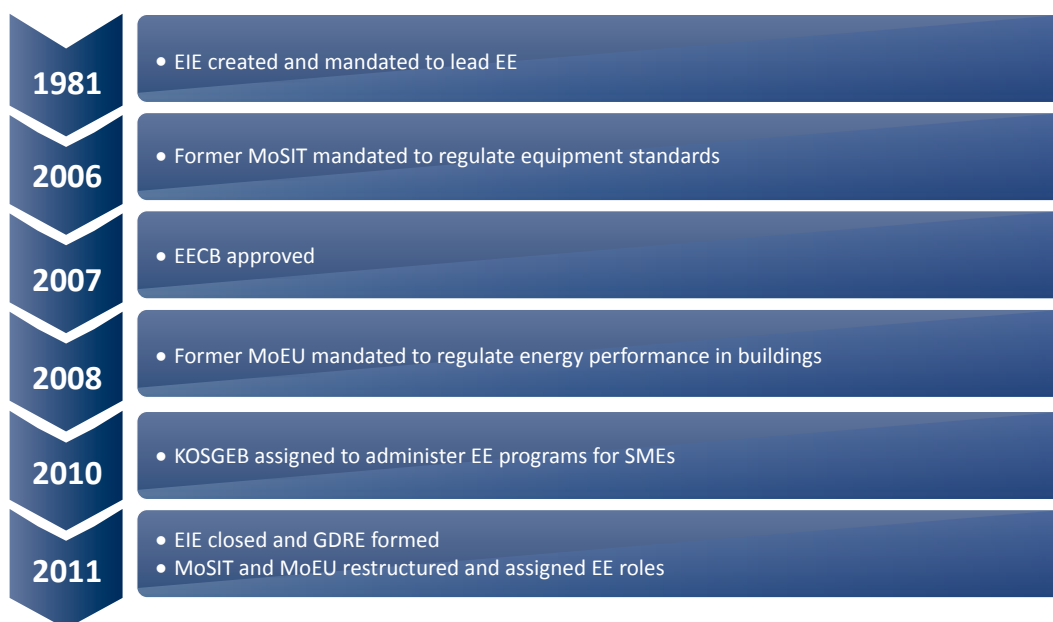 1981
• EIE created and mandated to lead EE
2006
• Former MoSIT mandated to regulate equipment standards
2007
• EECB approved
2008
• Former MoEU mandated to regulate energy performance in buildings
2010
• KOSGEB assigned to administer EE programs for SMEs
2011
• EIE closed and GDRE formed
• MoSIT and MoEU restructured and assigned EE roles